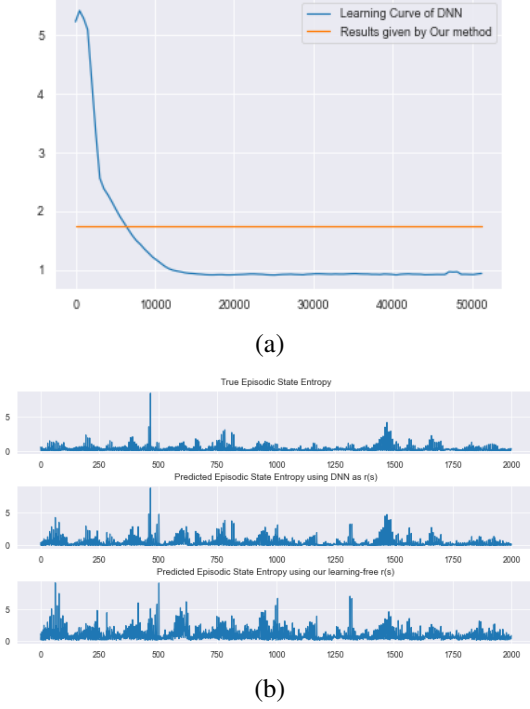 Learning Curve of DNN
Results given by Our method
5
4
3
2
1
0 10000 20000 30000 40000 50000
(a)
True Episodic State Entropy
5
0
0 250 500 750 1000 1250 1500 1750 2000
Predicted Episodic State Entropy using DNN as r(s)
5
0
0 250 500 750 1000 1250 1500 1750 2000
Predicted Episodic State Entropy using our learning-free r(s)
5
0
0 250 500 750 1000 1250 1500 1750 2000
(b)